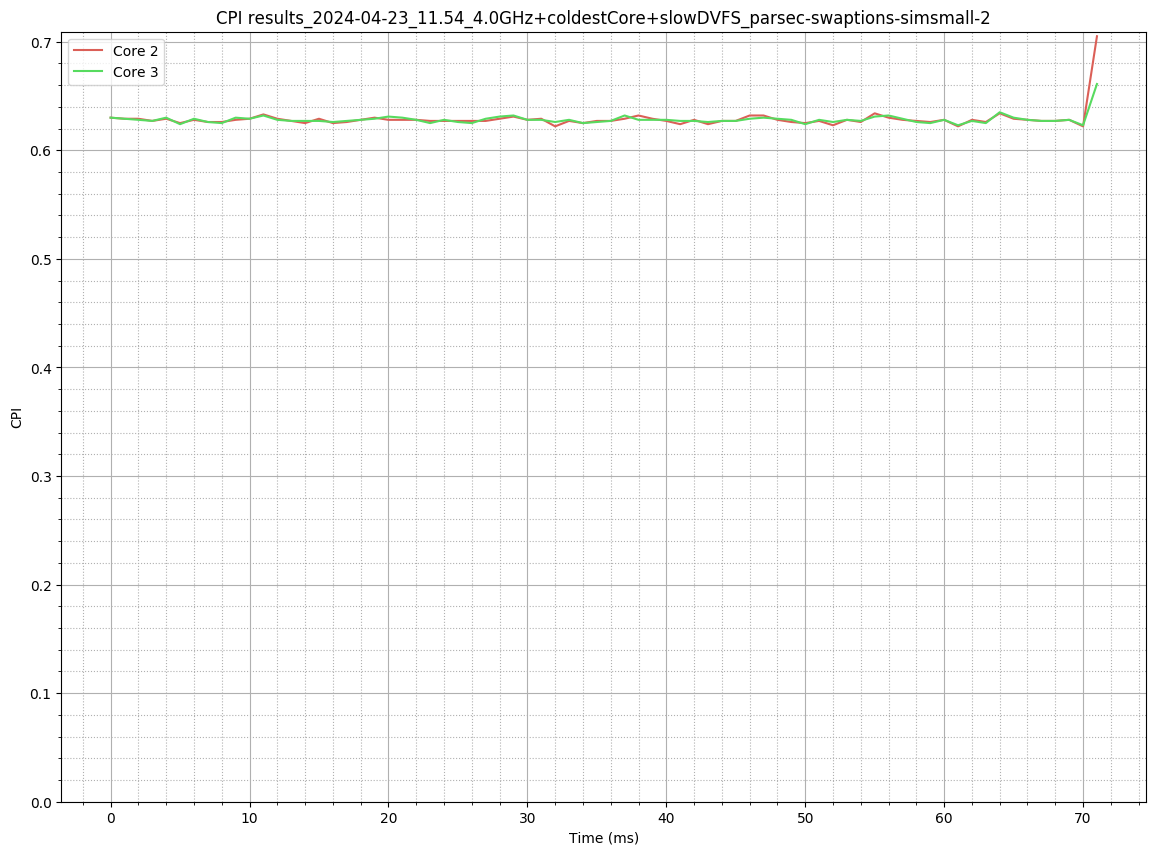 CPI results_2024-04-23_11.54_4.0GHz+coldestCore+slowDVFS_parsec-swaptions-simsmall-2
Core 2
Core 3
0.7
0.6
0.5
0.4
0.3
0.2
0.1
0.0
CPI
0 10 20 30 40 50 60 70
Time (ms)